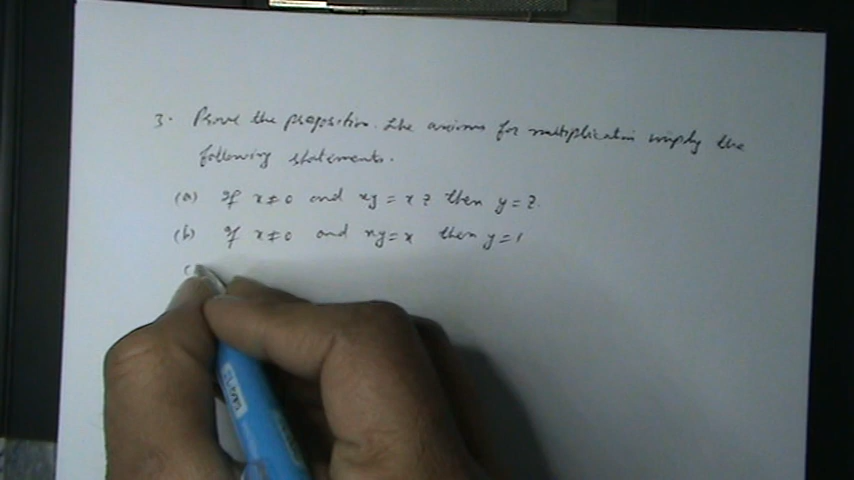 3. Prove the proposition. The axioms for multiplication imply the
following statements.
(a) If x ≠ 0 and xy = xz then y = z.
(b) If x ≠ 0 and xy = x then y = 1
(